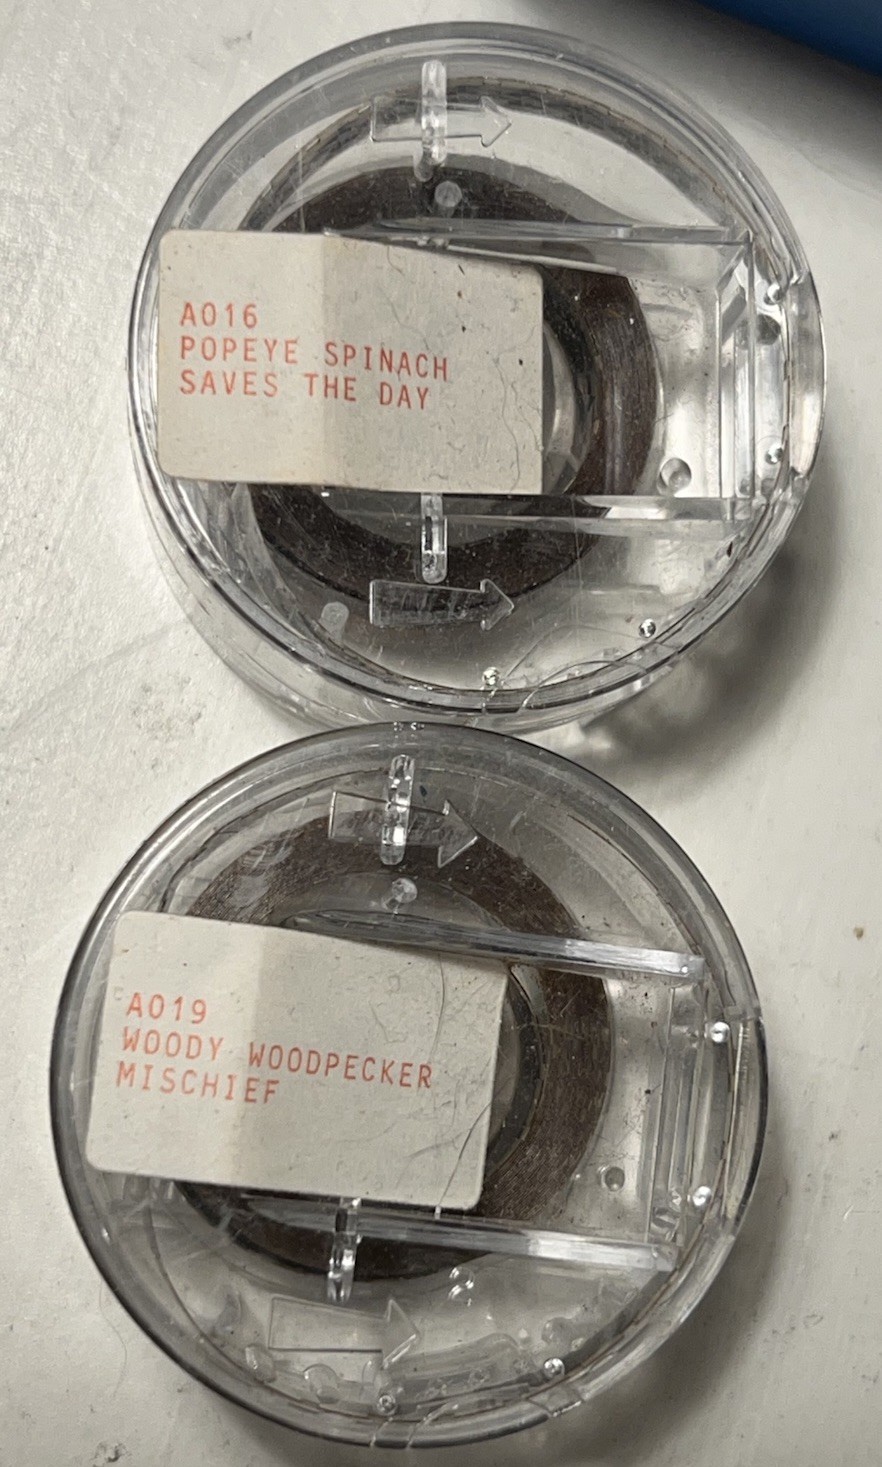 A016
POPEYE SPINACH
SAVES THE DAY
A019
WOODY WOODPECKER
MISCHIEF